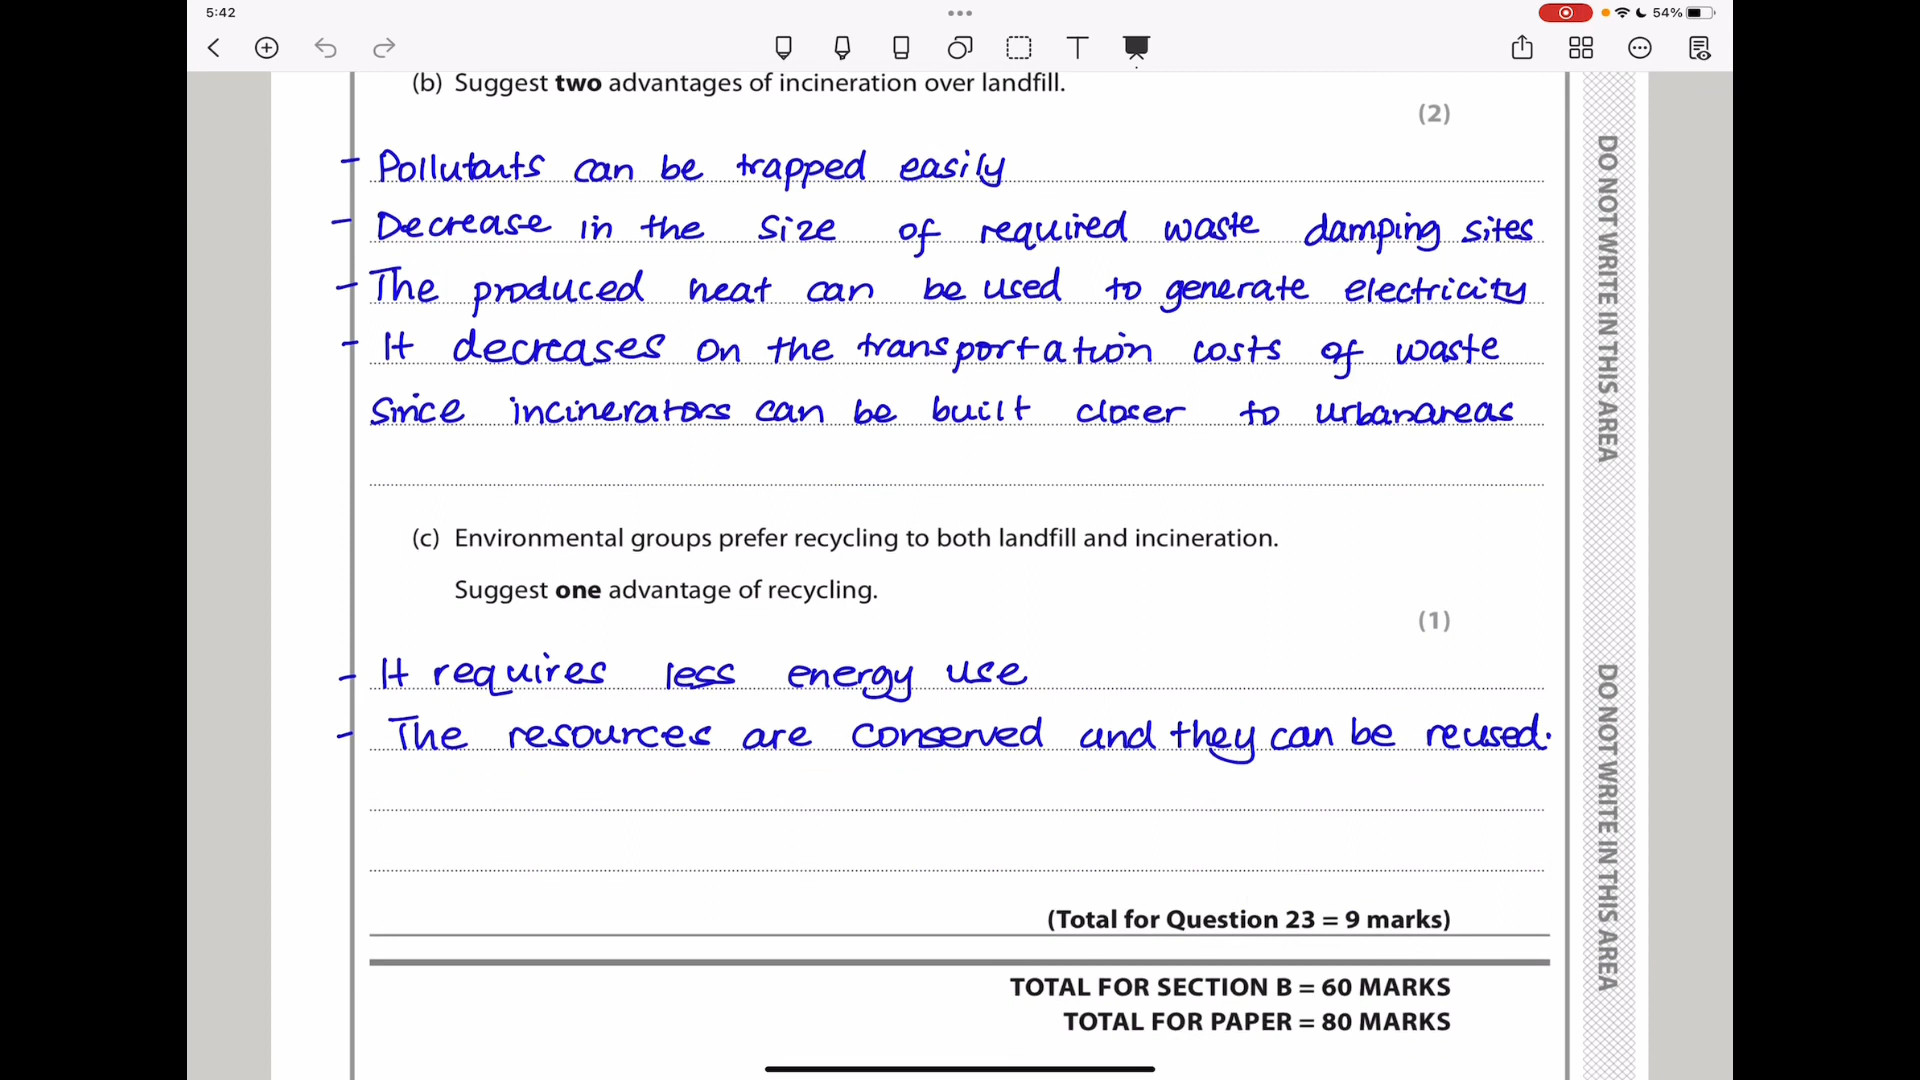 5:42
54%
(b) Suggest two advantages of incineration over landfill.
(2)
- Pollutants can be trapped easily
- Decrease in the size of required waste damping sites
- The produced heat can be used to generate electricity
- It decreases on the transportation costs of waste
since incinerators can be built closer to urbanareas
(c) Environmental groups prefer recycling to both landfill and incineration.
Suggest one advantage of recycling.
(1)
- It requires less energy use
- The resources are conserved and they can be reused.
(Total for Question 23 = 9 marks)
TOTAL FOR SECTION B = 60 MARKS
TOTAL FOR PAPER = 80 MARKS
DO NOT WRITE IN THIS AREA
DO NOT WRITE IN THIS AREA